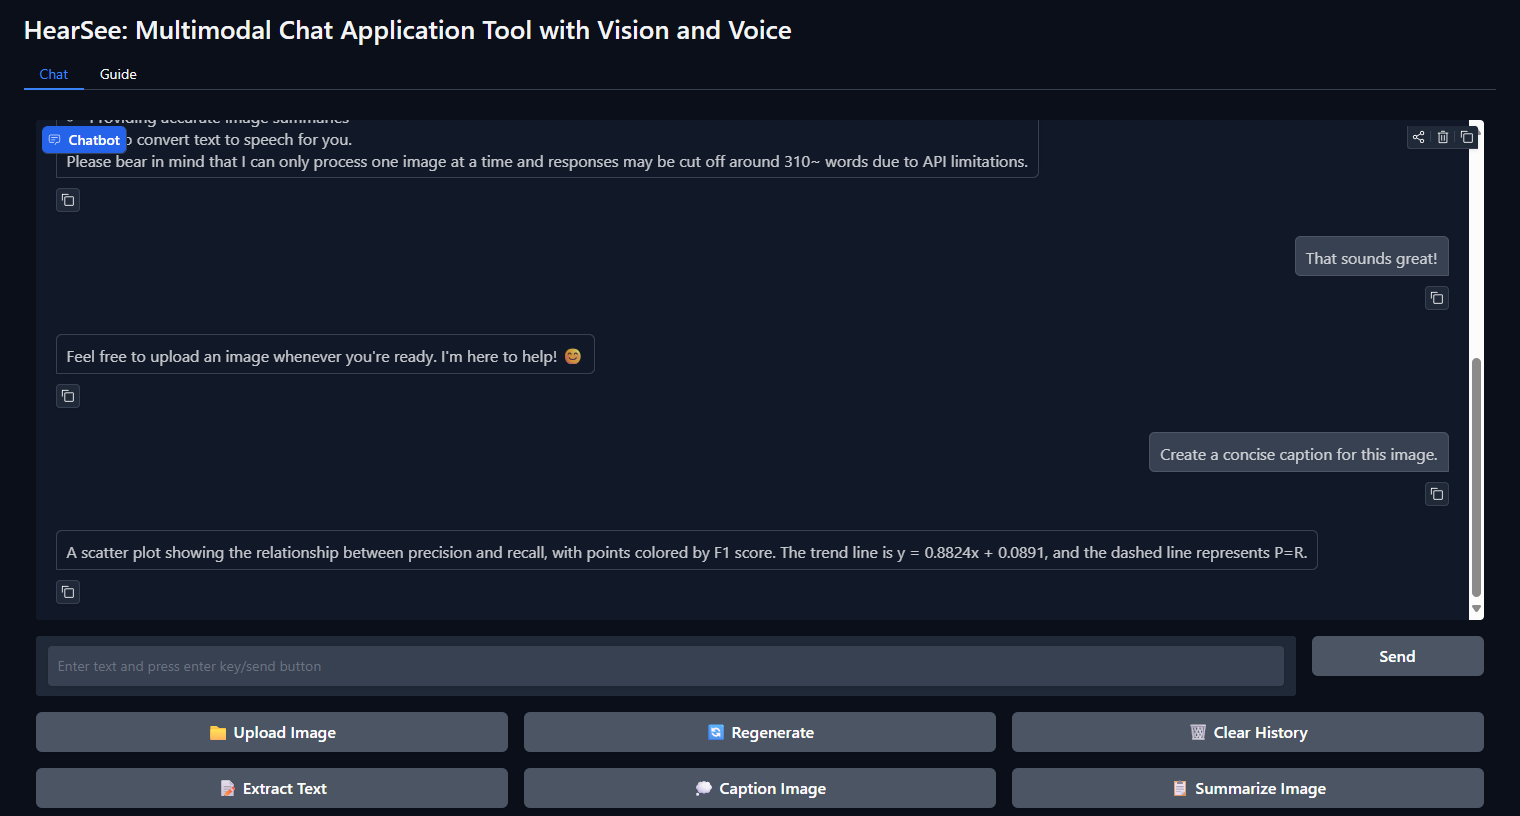 HearSee: Multimodal Chat Application Tool with Vision and Voice
Chat
Guide
Providing accurate image summaries
Chatbot
o convert text to speech for you.
Please bear in mind that I can only process one image at a time and responses may be cut off around 310~ words due to API limitations.
That sounds great!
Feel free to upload an image whenever you're ready. I'm here to help! 😊
Create a concise caption for this image.
A scatter plot showing the relationship between precision and recall, with points colored by F1 score. The trend line is y = 0.8824x + 0.0891, and the dashed line represents P=R.
Enter text and press enter key/send button
Send
Upload Image
Regenerate
Clear History
Extract Text
Caption Image
Summarize Image